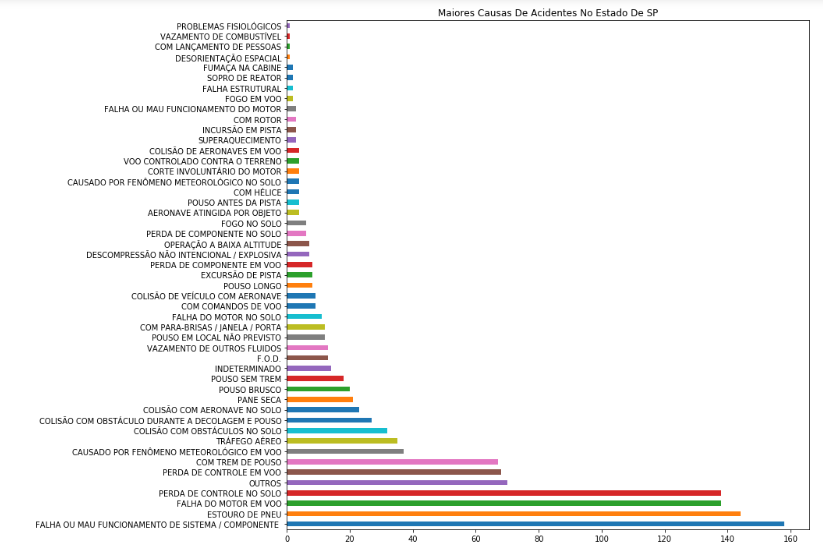 Maiores Causas De Acidentes No Estado De SP
PROBLEMAS FISIOLÓGICOS
VAZAMENTO DE COMBUSTÍVEL
COM LANÇAMENTO DE PESSOAS
DESORIENTAÇÃO ESPACIAL
FUMAÇA NA CABINE
SOPRO DE REATOR
FALHA ESTRUTURAL
FOGO EM VOO
FALHA OU MAU FUNCIONAMENTO DO MOTOR
COM ROTOR
INCURSÃO EM PISTA
SUPERAQUECIMENTO
COLISÃO DE AERONAVES EM VOO
VOO CONTROLADO CONTRA O TERRENO
CORTE INVOLUNTÁRIO DO MOTOR
CAUSADO POR FENÔMENO METEOROLÓGICO NO SOLO
COM HÉLICE
POUSO ANTES DA PISTA
AERONAVE ATINGIDA POR OBJETO
FOGO NO SOLO
PERDA DE COMPONENTE NO SOLO
OPERAÇÃO A BAIXA ALTITUDE
DESCOMPRESSÃO NÃO INTENCIONAL / EXPLOSIVA
PERDA DE COMPONENTE EM VOO
EXCURSÃO DE PISTA
POUSO LONGO
COLISÃO DE VEÍCULO COM AERONAVE
COM COMANDOS DE VOO
FALHA DO MOTOR NO SOLO
COM PARA-BRISAS / JANELA / PORTA
POUSO EM LOCAL NÃO PREVISTO
VAZAMENTO DE OUTROS FLUIDOS
F.O.D.
INDETERMINADO
POUSO SEM TREM
POUSO BRUSCO
PANE SECA
COLISÃO COM AERONAVE NO SOLO
COLISÃO COM OBSTÁCULO DURANTE A DECOLAGEM E POUSO
COLISÃO COM OBSTÁCULOS NO SOLO
TRÁFEGO AÉREO
CAUSADO POR FENÔMENO METEOROLÓGICO EM VOO
COM TREM DE POUSO
PERDA DE CONTROLE EM VOO
OUTROS
PERDA DE CONTROLE NO SOLO
FALHA DO MOTOR EM VOO
ESTOURO DE PNEU
FALHA OU MAU FUNCIONAMENTO DE SISTEMA / COMPONENTE
0 20 40 60 80 100 120 140 160